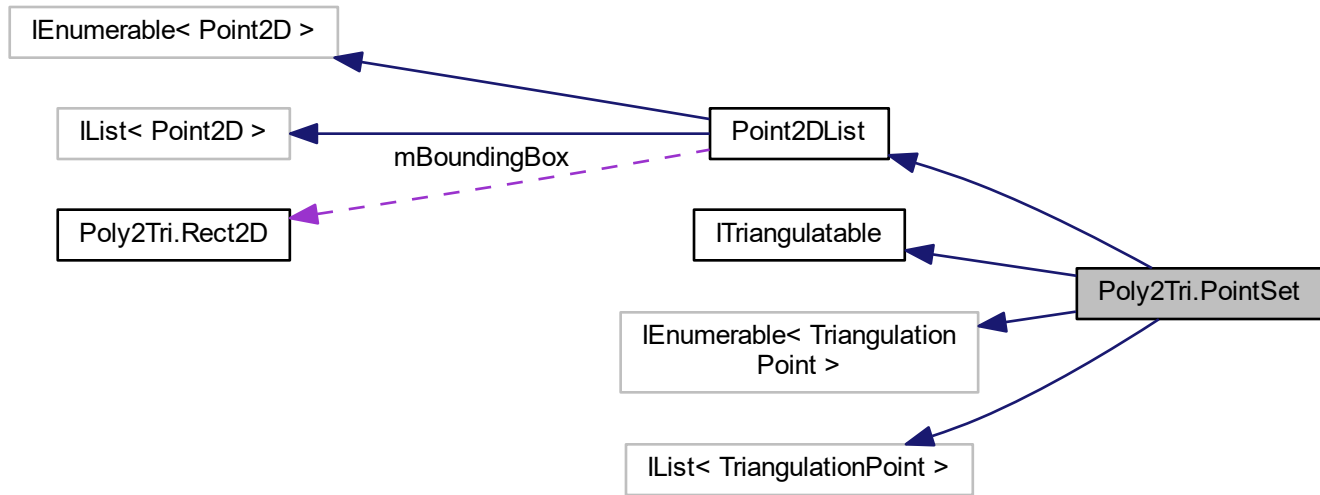 IEnumerable< Point2D >
IList< Point2D >
Point2DList
mBoundingBox
Poly2Tri.Rect2D
ITriangulatable
Poly2Tri.PointSet
IEnumerable< Triangulation
Point >
IList< TriangulationPoint >